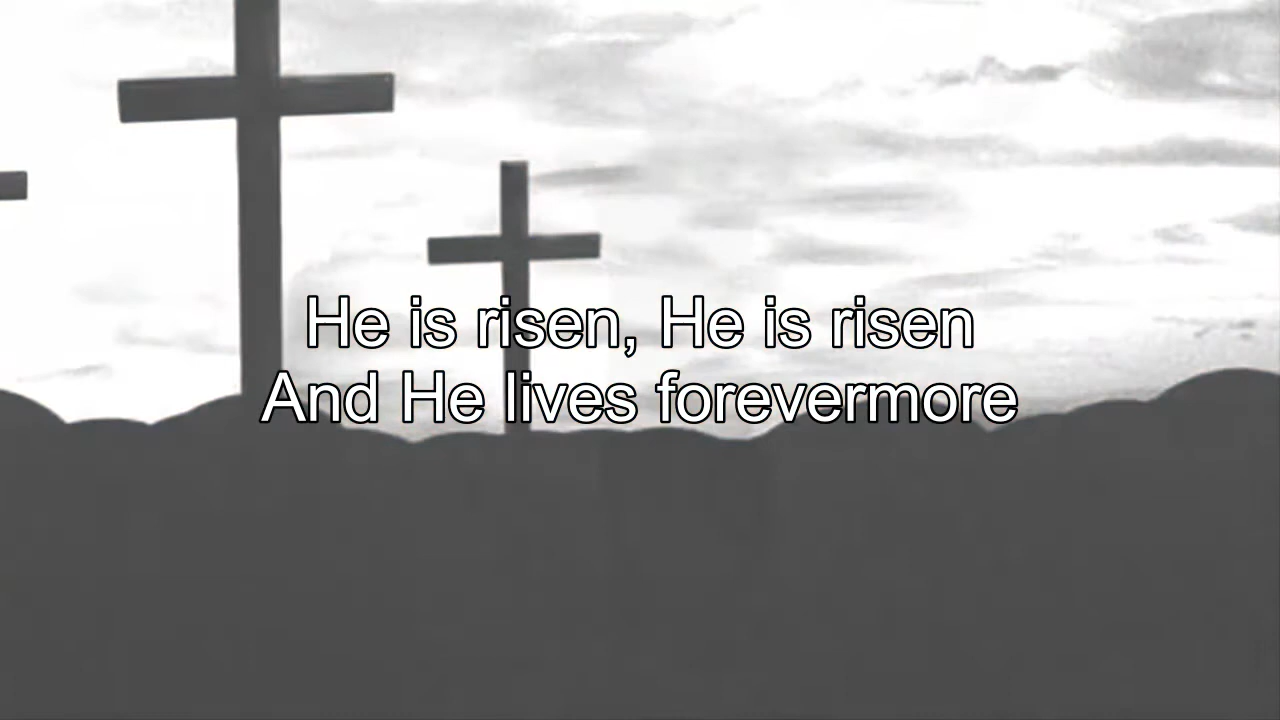 He is risen, He is risen
And He lives forevermore